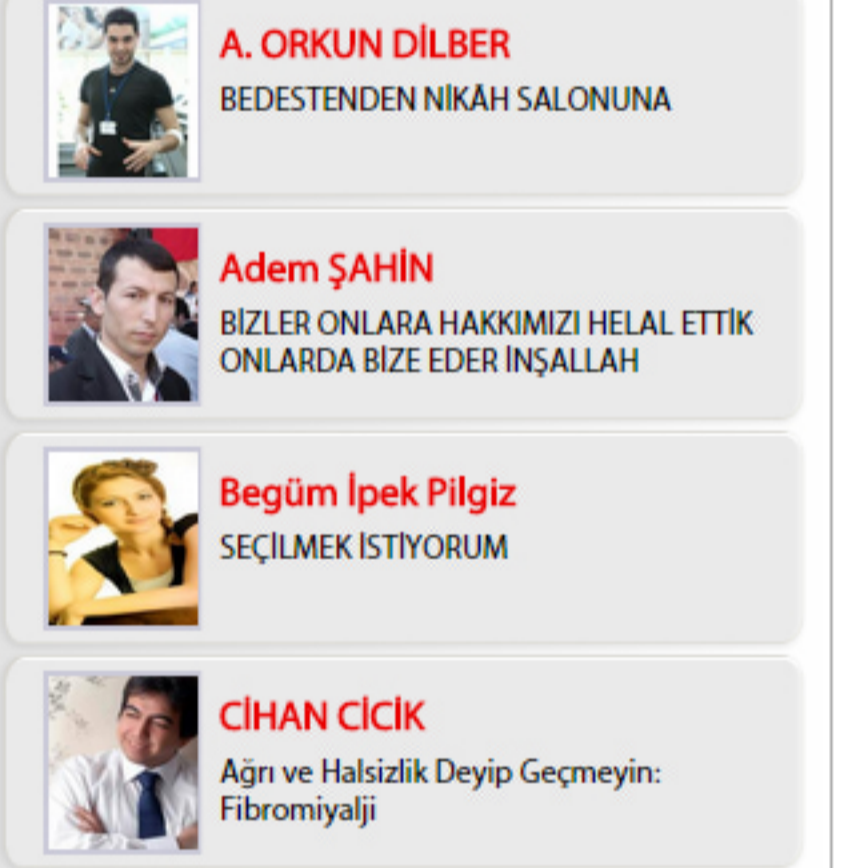 A. ORKUN DİLBER
BEDESTENDEN NİKÂH SALONUNA
Adem ŞAHİN
BİZLER ONLARA HAKKIMIZI HELAL ETTİK
ONLARDA BİZE EDER İNŞALLAH
Begüm İpek Pilgiz
SEÇİLMEK İSTİYORUM
CİHAN CİCİK
Ağrı ve Halsizlik Deyip Geçmeyin:
Fibromiyalji